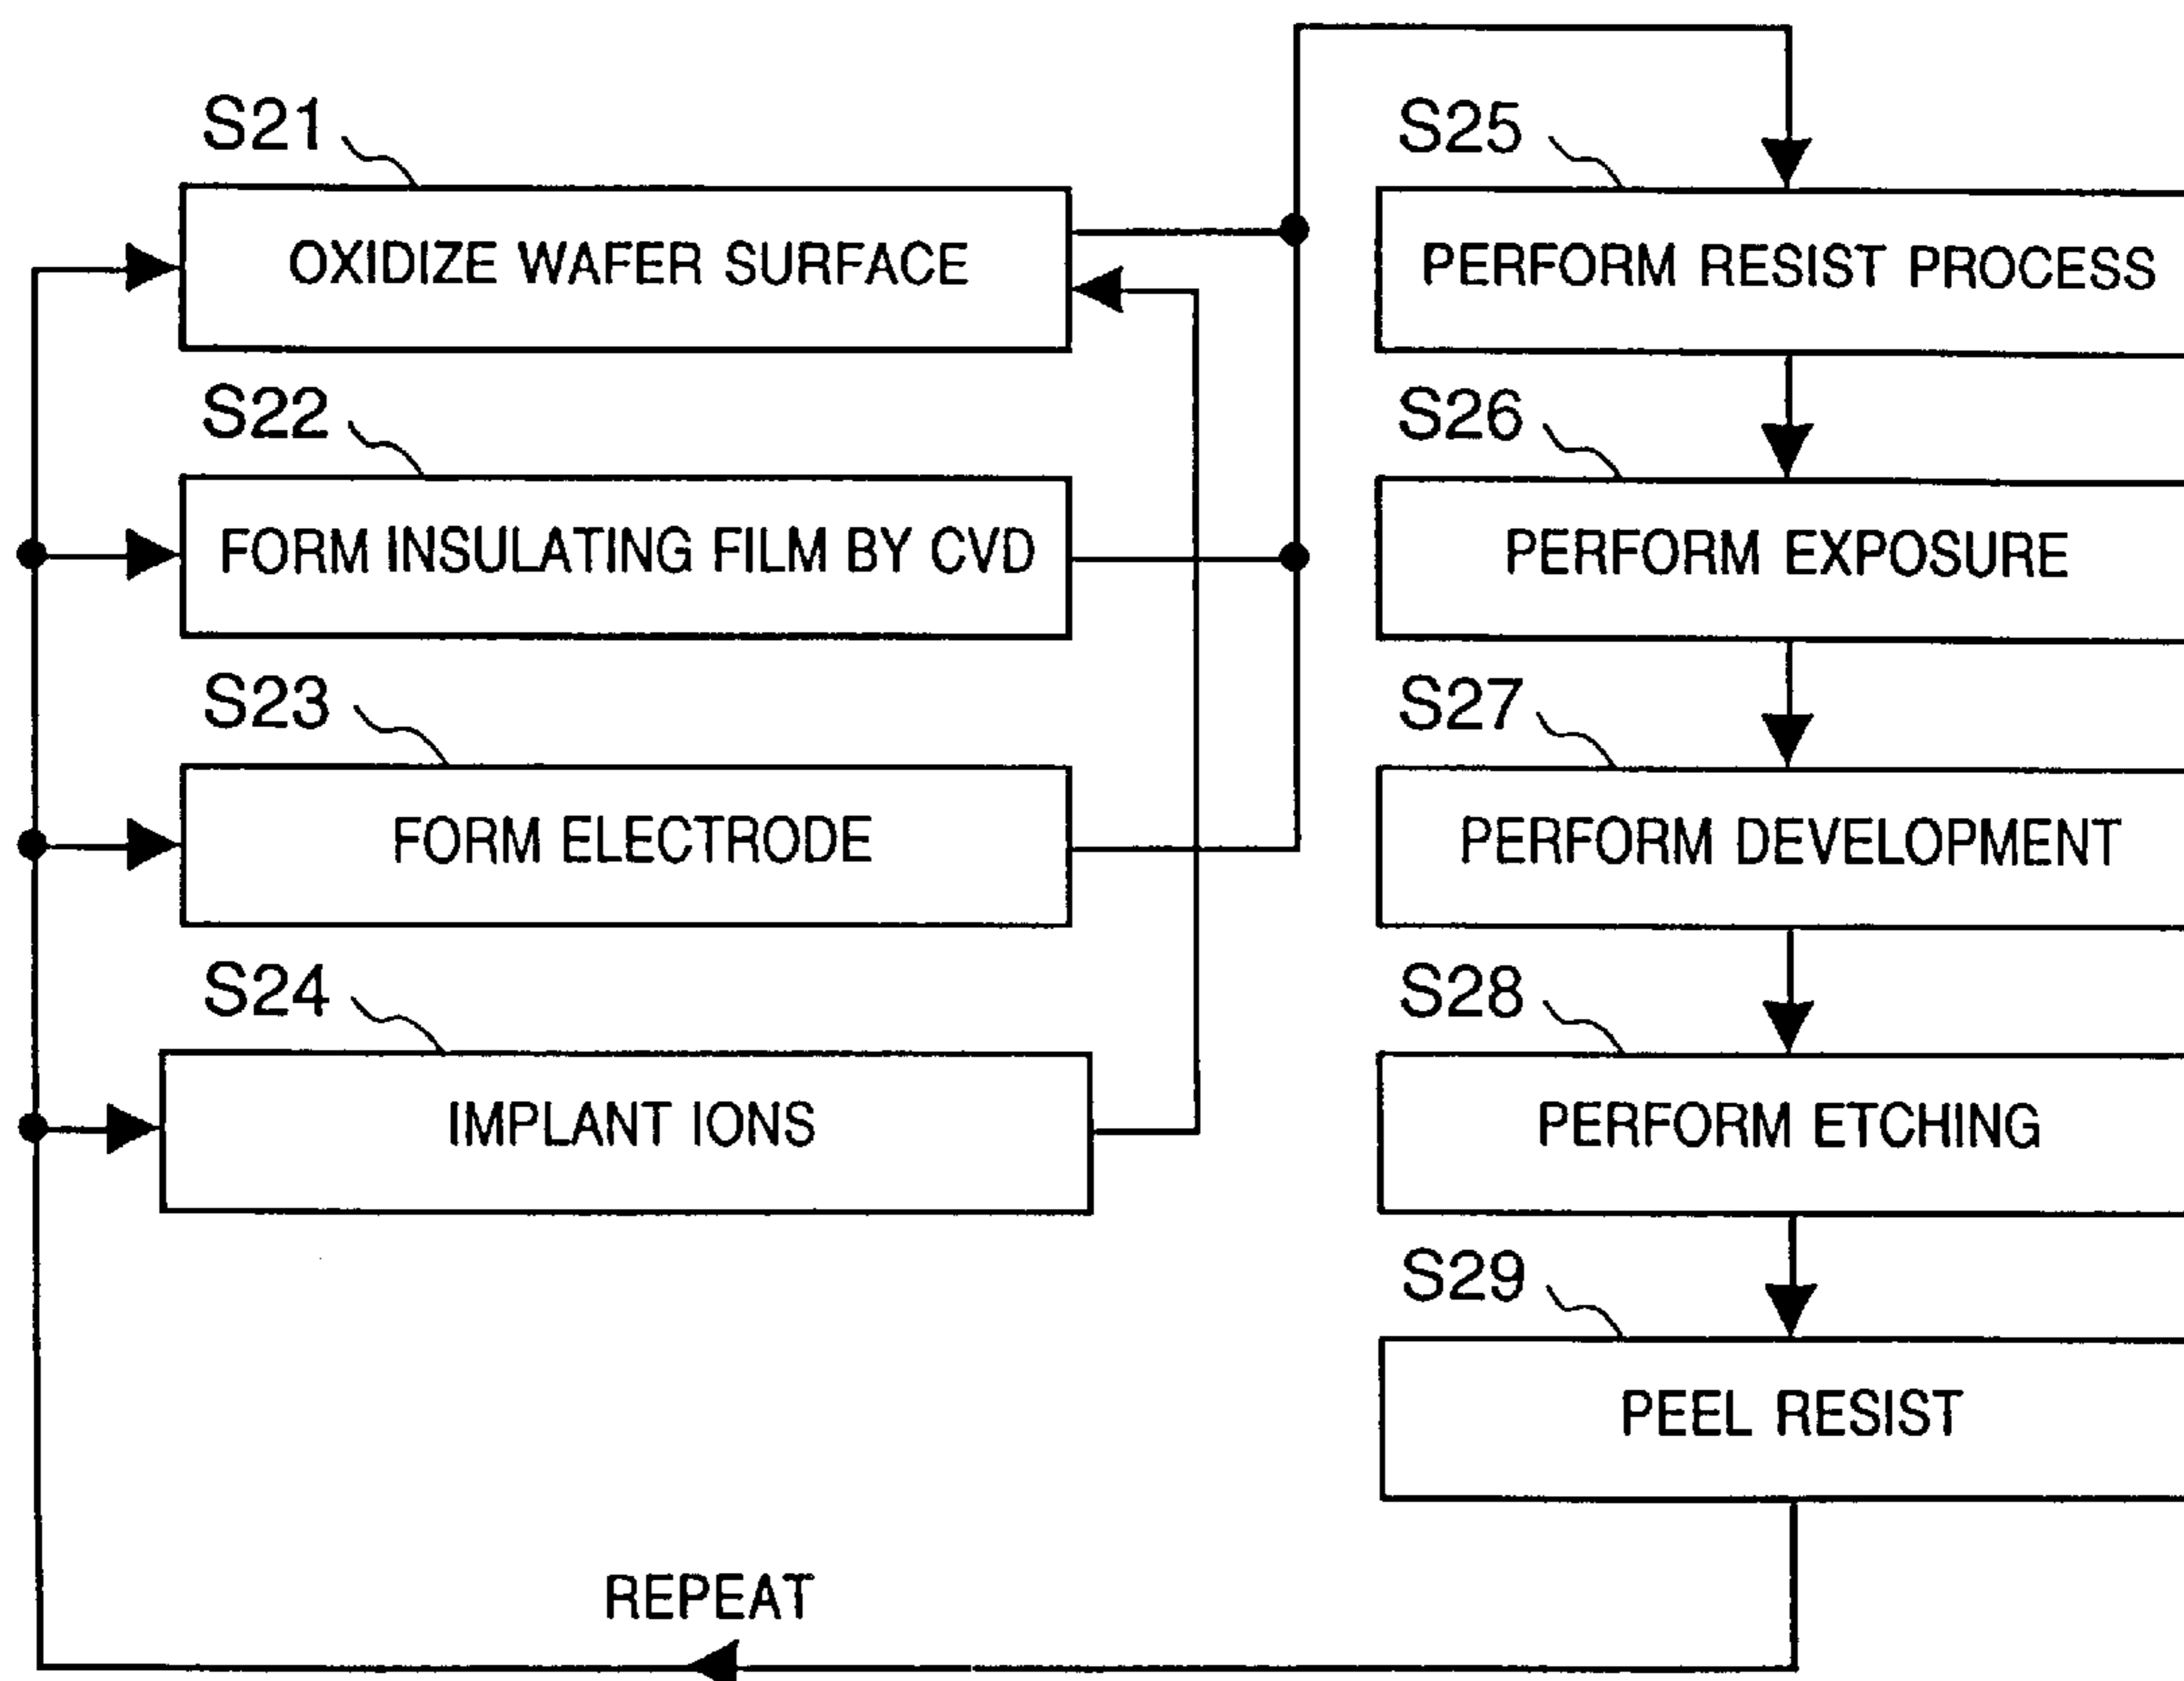 S21
OXIDIZE WAFER SURFACE
S22
FORM INSULATING FILM BY CVD
S23
FORM ELECTRODE
S24
IMPLANT IONS
S25
PERFORM RESIST PROCESS
S26
PERFORM EXPOSURE
S27
PERFORM DEVELOPMENT
S28
PERFORM ETCHING
S29
PEEL RESIST
REPEAT